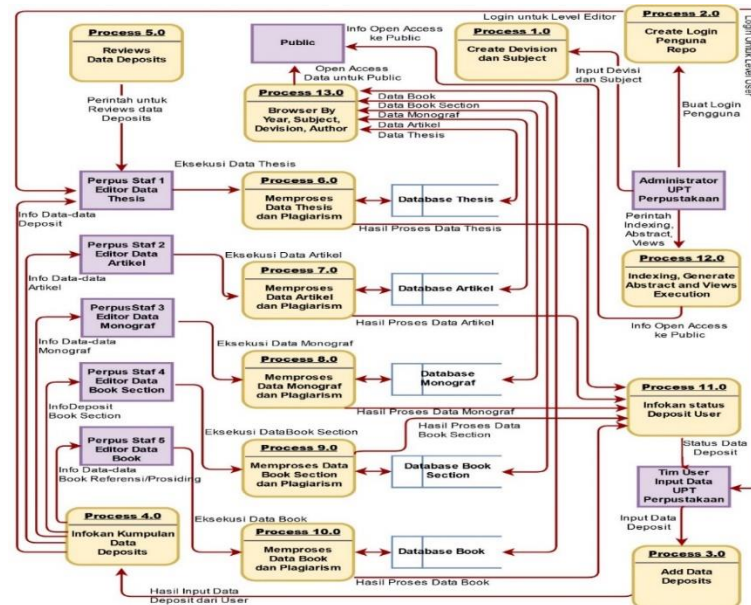 Process 5.0
Reviews
Data Deposits
Public
Info Open Access
ke Public
Process 1.0
Create Devision
dan Subject
Login untuk Level Editor
Process 2.0
Create Login
Penguna
Repo
Login untuk Level User
Open Access
Data untuk Public
Input Devisi
dan Subject
Perintah untuk
Reviews data
Deposits
Process 13.0
Browser By
Year, Subject,
Devision, Author
Data Book
Data Book Section
Data Monograf
Data Artikel
Data Thesis
Buat Login
Pengguna
Eksekusi Data Thesis
Perpus Staf 1
Editor Data
Thesis
Process 6.0
Memproses
Data Thesis
dan Plagiarism
Database Thesis
Administrator
UPT
Perpustakaan
Info Data-data
Deposit
Hasil Proses Data Thesis
Perintah
Indexing,
Abstract,
Views
Perpus Staf 2
Editor Data
Artikel
Eksekusi Data Artikel
Process 7.0
Memproses
Data Artikel
dan Plagiarism
Database Artikel
Process 12.0
Indexing, Generate
Abstract and Views
Execution
Info Data-data
Artikel
Perpus Staf 3
Editor Data
Monograf
Hasil Proses Data Artikel
Info Open Access
ke Public
Info Data-data
Monograf
Eksekusi Data Monograf
Process 8.0
Memproses
Data Monograf
dan Plagiarism
Database
Monograf
Perpus Staf 4
Editor Data
Book Section
Hasil Proses Data Monograf
Process 11.0
Infokan status
Deposit User
InfoDeposit
Book Section
Eksekusi DataBook Section
Hasil Proses Data
Book Section
Perpus Staf 5
Editor Data
Book
Process 9.0
Memproses Data
Book Section
dan Plagiarism
Database Book
Section
Status Data
Deposit
Info Data-data
Book Referensi/Prosiding
Tim User
Input Data
UPT
Perpustakaan
Process 4.0
Infokan Kumpulan
Data
Deposits
Eksekusi Data Book
Process 10.0
Memproses
Data Book
dan Plagiarism
Database Book
Input Data
Deposit
Hasil Proses Data Book
Process 3.0
Add Data
Deposits
Hasil Input Data
Deposit dari User